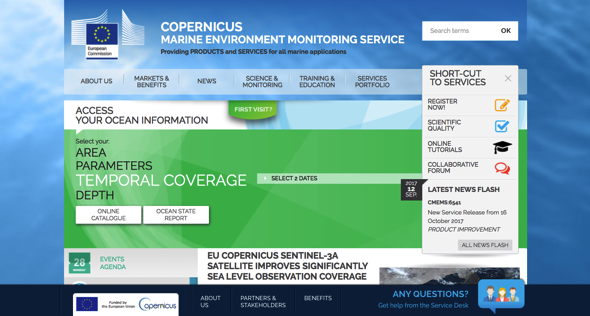 COPERNICUS
MARINE ENVIRONMENT MONITORING SERVICE
Providing PRODUCTS and SERVICES for all marine applications
European
Commission
Search terms
OK
ABOUT US
MARKETS &
BENEFITS
NEWS
SCIENCE &
MONITORING
TRAINING &
EDUCATION
SERVICES
PORTFOLIO
SHORT-CUT
TO SERVICES
REGISTER
NOW!
SCIENTIFIC
QUALITY
ONLINE
TUTORIALS
COLLABORATIVE
FORUM
ACCESS
YOUR OCEAN INFORMATION
FIRST VISIT?
Select your:
AREA
PARAMETERS
TEMPORAL COVERAGE
DEPTH
SELECT 2 DATES
ONLINE
CATALOGUE
OCEAN STATE
REPORT
2017
12
SEP.
LATEST NEWS FLASH
CMEMS:6541
New Service Release from 16
October 2017
PRODUCT IMPROVEMENT
ALL NEWS FLASH
28
EVENTS
AGENDA
EU COPERNICUS SENTINEL-3A
SATELLITE IMPROVES SIGNIFICANTLY
SEA LEVEL OBSERVATION COVERAGE
Funded by
the European Union
Copernicus
ABOUT
US
PARTNERS &
STAKEHOLDERS
BENEFITS
ANY QUESTIONS?
Get help from the Service Desk